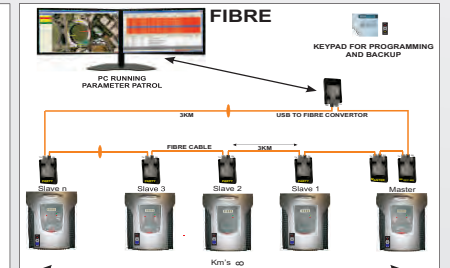 FIBRE
KEYPAD FOR PROGRAMMING
AND BACKUP
PC RUNNING
PARAMETER PATROL
3KM
USB TO FIBRE CONVERTOR
FIBRE CABLE
3KM
Slave n
Slave 3
Slave 2
Slave 1
Master
Km's ∞